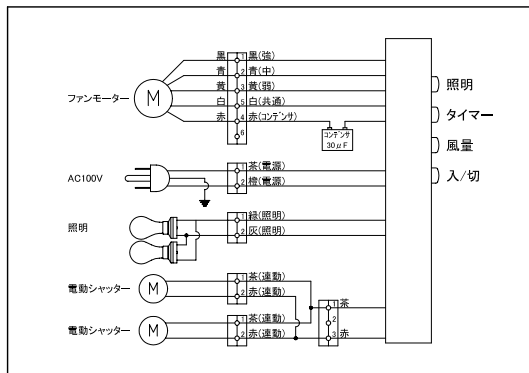 黒 1 黒(強)
青 2 青(中)
黄 3 黄(弱)
白 5 白(共通)
赤 4 赤(コンデンサ)
6
ファンモーター M
コンデンサ
30μF
照明
タイマー
風量
入/切
AC100V
1 茶(電源)
2 橙(電源)
照明
1 緑(照明)
2 灰(照明)
電動シャッター M
1 茶(連動)
2 赤(連動)
電動シャッター M
1 茶(連動)
2 赤(連動)
1 茶
2
3 赤